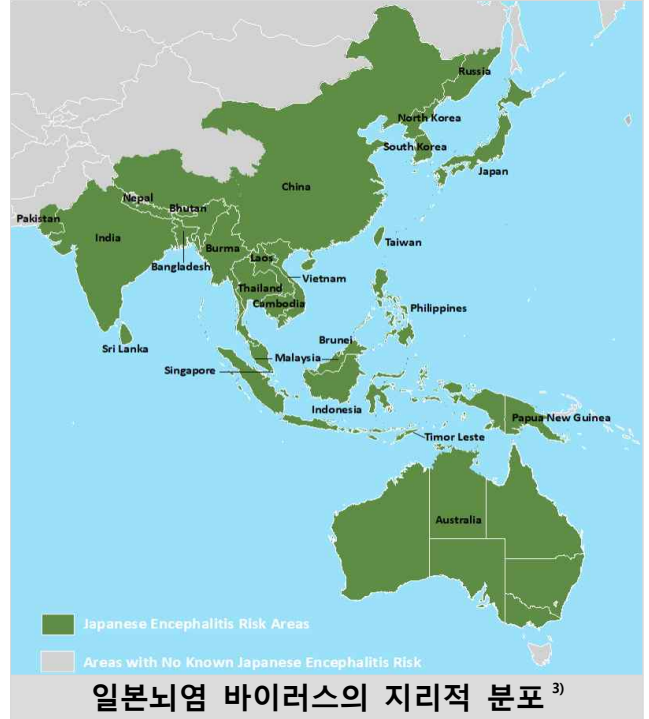 Russia
North Korea
South Korea
Japan
China
Nepal
Bhutan
Pakistan
India
Burma
Laos
Taiwan
Bangladesh
Vietnam
Thailand
Cambodia
Philippines
Sri Lanka
Brunei
Malaysia
Singapore
Indonesia
Papua New Guinea
Timor Leste
Australia
Japanese Encephalitis Risk Areas
Areas with No Known Japanese Encephalitis Risk
일본뇌염 바이러스의 지리적 분포 3)